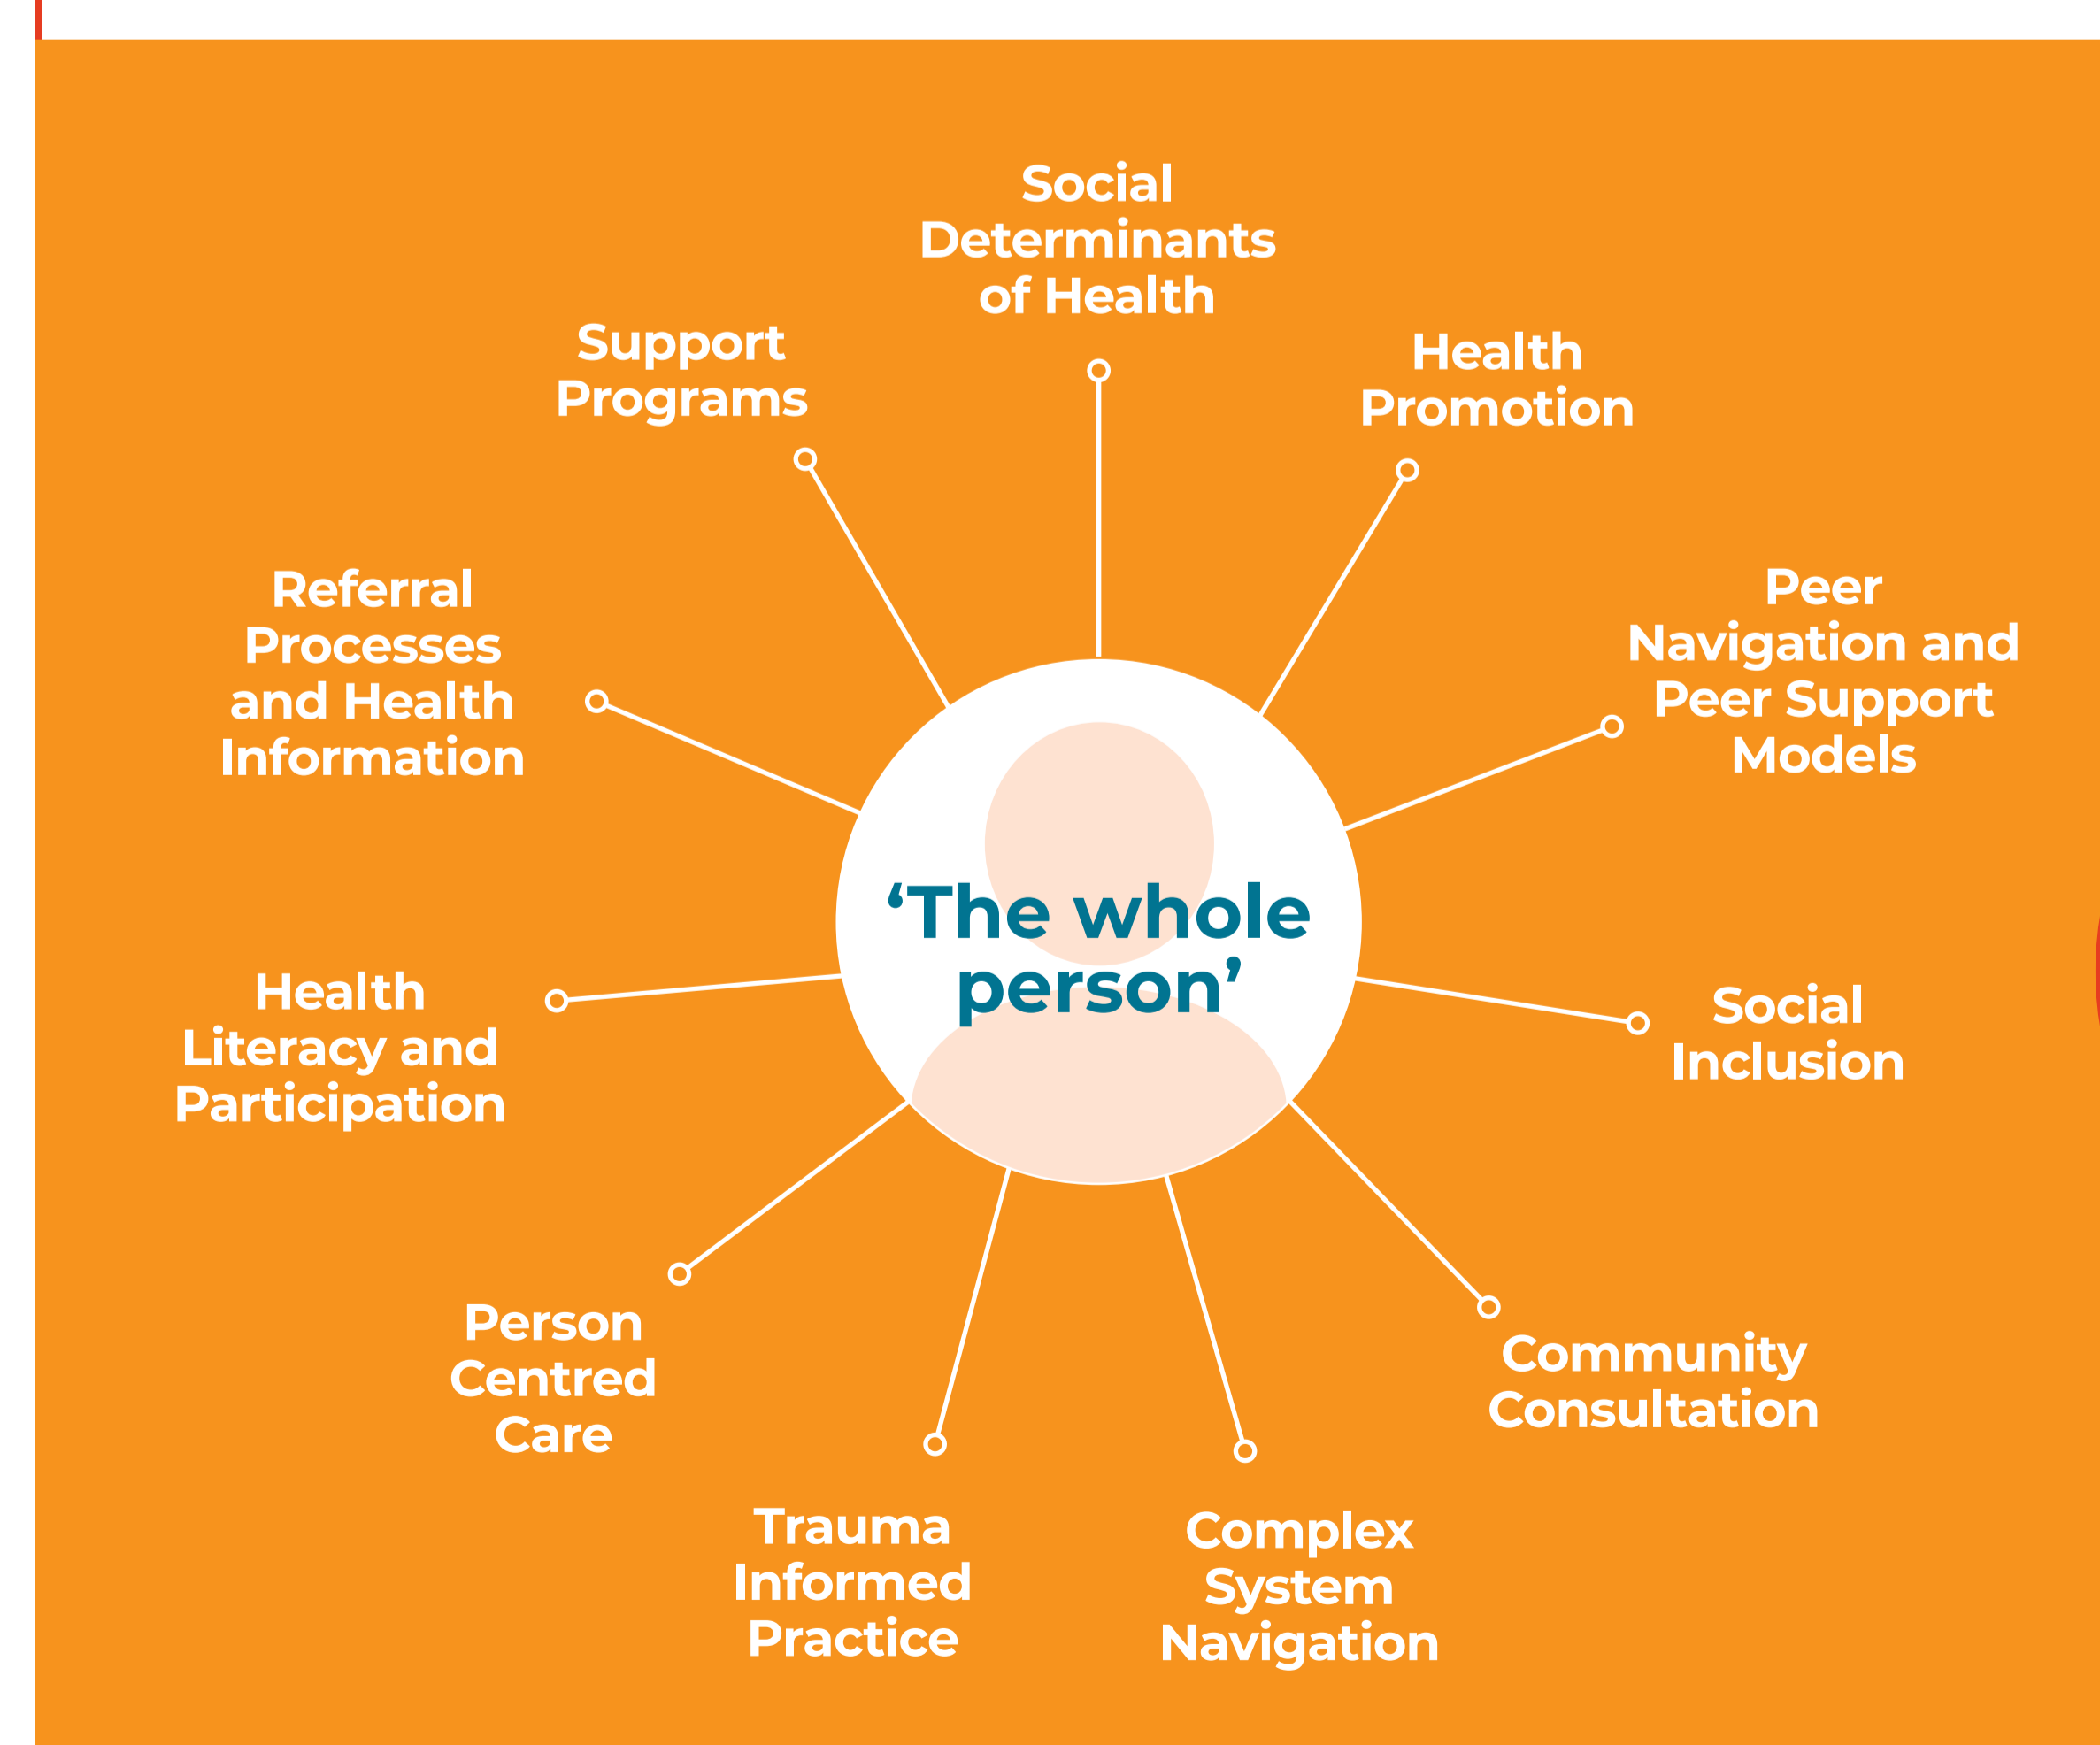 Social
Determinants
of Health
Health
Promotion
Peer
Navigation and
Peer Support
Models
Social
Inclusion
Community
Consultation
Complex
System
Navigation
Trauma
Informed
Practice
Person
Centred
Care
Health
Literacy and
Participation
Referral
Processes
and Health
Information
Support
Programs
‘The whole
person’